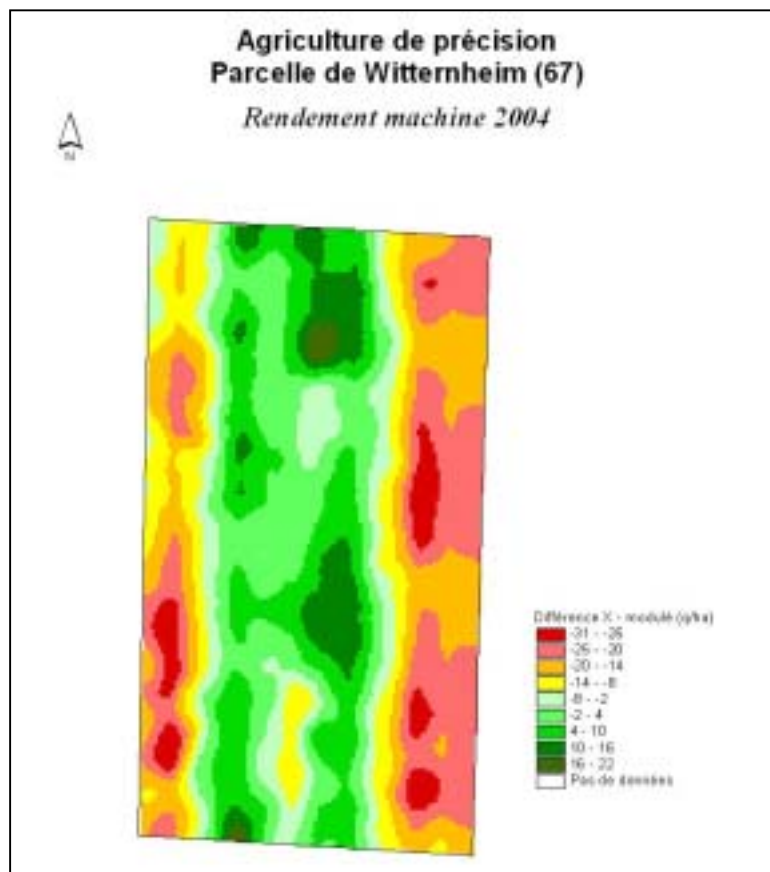 Agriculture de précision
Parcelle de Witternheim (67)
Rendement machine 2004
N
Différence X - modulé (q/ha)
-31 - -26
-26 - -20
-20 - -14
-14 - -8
-8 - -2
-2 - 4
4 - 10
10 - 16
16 - 22
Pas de données